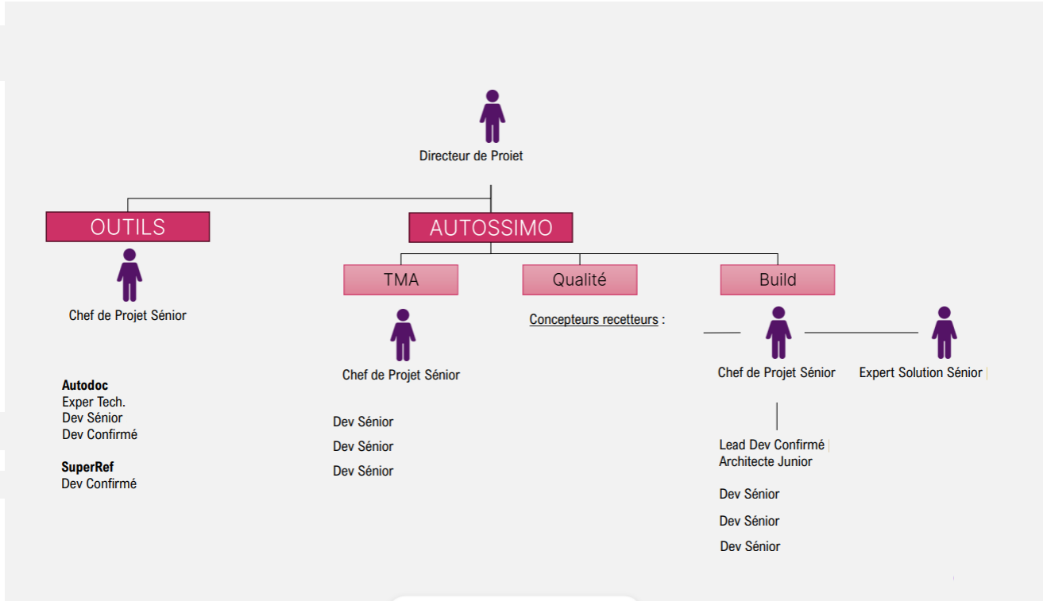 Directeur de Proiet
OUTILS
AUTOSSIMO
Chef de Projet Sénior
TMA
Qualité
Build
Concepteurs recetteurs :
Chef de Projet Sénior
Chef de Projet Sénior
Expert Solution Sénior
Autodoc
Exper Tech.
Dev Sénior
Dev Confirmé
SuperRef
Dev Confirmé
Dev Sénior
Dev Sénior
Dev Sénior
Lead Dev Confirmé
Architecte Junior
Dev Sénior
Dev Sénior
Dev Sénior